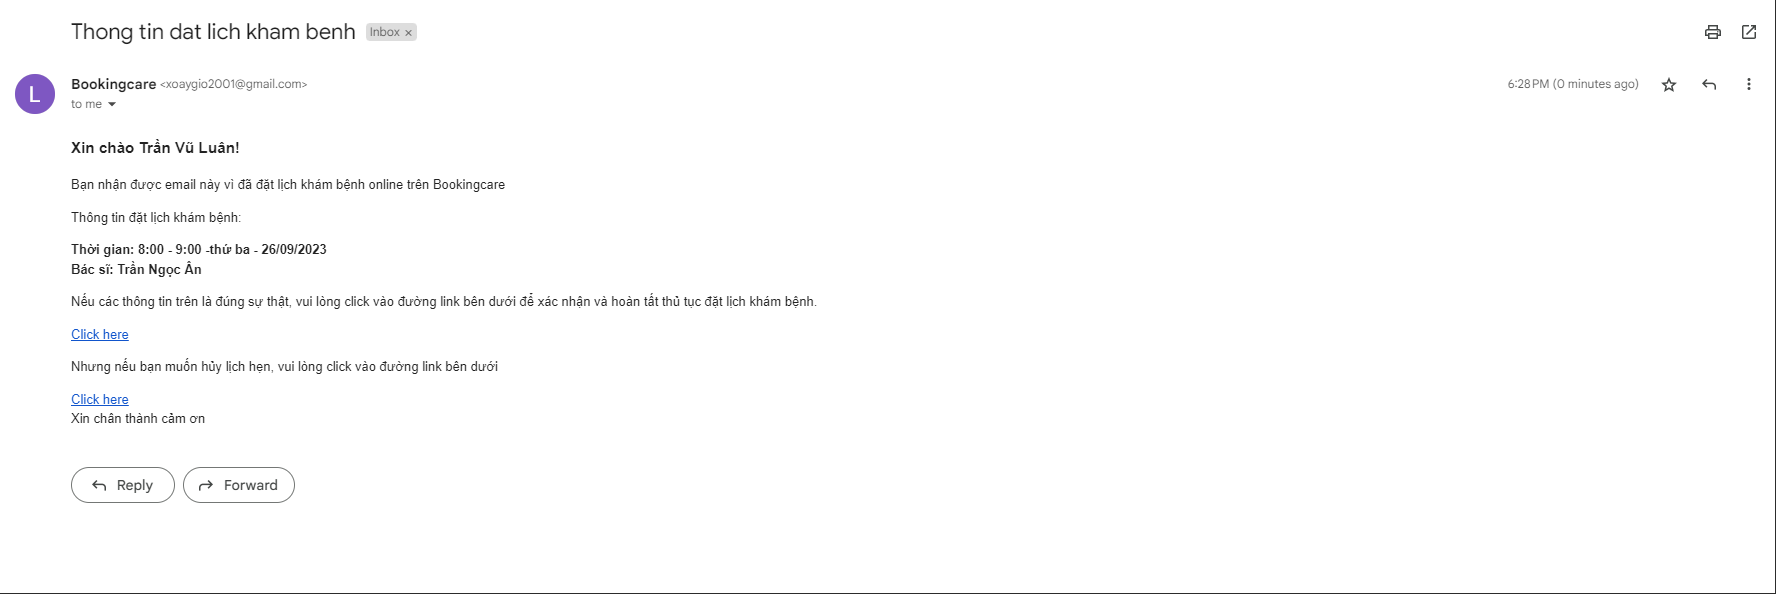 Thong tin dat lich kham benh Inbox ×
Bookingcare <xoaygio2001@gmail.com> 6:28 PM (0 minutes ago)
L
to me
Xin chào Trần Vũ Luân!
Bạn nhận được email này vì đã đặt lịch khám bệnh online trên Bookingcare
Thông tin đặt lịch khám bệnh:
Thời gian: 8:00 - 9:00 -thứ ba - 26/09/2023
Bác sĩ: Trần Ngọc Ân
Nếu các thông tin trên là đúng sự thật, vui lòng click vào đường link bên dưới để xác nhận và hoàn tất thủ tục đặt lịch khám bệnh.
Click here
Nhưng nếu bạn muốn hủy lịch hẹn, vui lòng click vào đường link bên dưới
Click here
Xin chân thành cảm ơn
Reply Forward